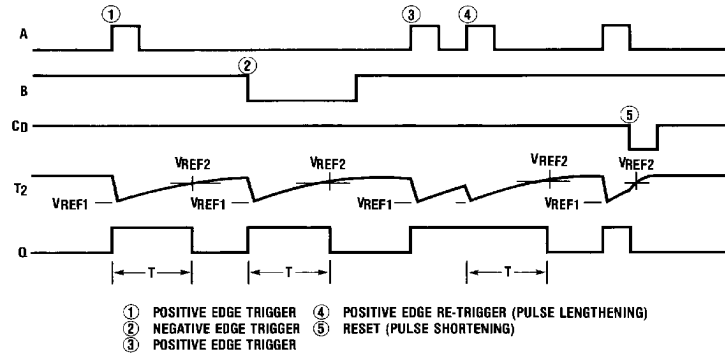 ① ③ ④
A
②
B
CD ⑤
VREF2 VREF2 VREF2 VREF2
T2
VREF1 VREF1 VREF1 VREF1
Q
T T T
① POSITIVE EDGE TRIGGER ④ POSITIVE EDGE RE-TRIGGER (PULSE LENGTHENING)
② NEGATIVE EDGE TRIGGER ⑤ RESET (PULSE SHORTENING)
③ POSITIVE EDGE TRIGGER